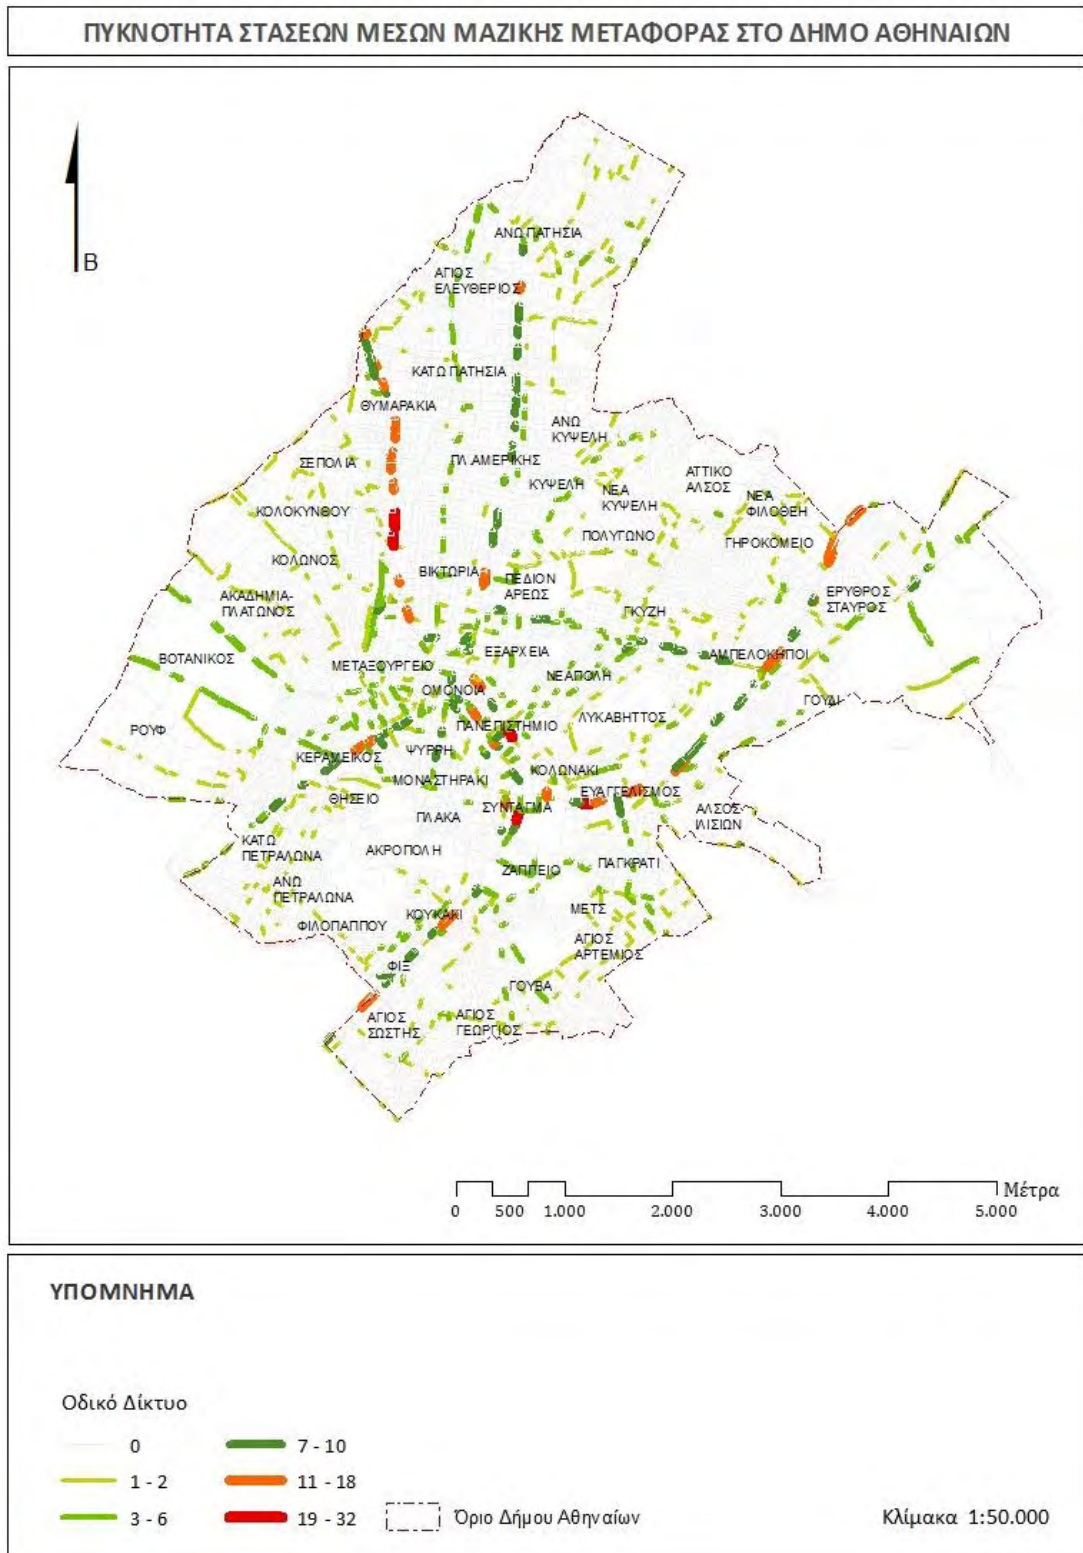 ΠΥΚΝΟΤΗΤΑ ΣΤΑΣΕΩΝ ΜΕΣΩΝ ΜΑΖΙΚΗΣ ΜΕΤΑΦΟΡΑΣ ΣΤΟ ΔΗΜΟ ΑΘΗΝΑΙΩΝ
Β
ΑΝΩ ΠΑΤΗΣΙΑ
ΑΓΙΟΣ
ΕΛΕΥΘΕΡΙΟΣ
ΚΑΤΩ ΠΑΤΗΣΙΑ
ΘΥΜΑΡΑΚΙΑ
ΑΝΩ
ΚΥΨΕΛΗ
ΣΕΠΟΛΙΑ
ΠΛ.ΑΜΕΡΙΚΗΣ
ΑΤΤΙΚΟ
ΑΛΣΟΣ
ΚΥΨΕΛΗ
ΝΕΑ
ΚΥΨΕΛΗ
ΝΕΑ
ΦΙΛΟΘΕΗ
ΚΟΛΟΚΥΝΘΟΥ
ΠΟΛΥΓΩΝΟ
ΓΗΡΟΚΟΜΕΙΟ
ΚΟΛΩΝΟΣ
ΒΙΚΤΩΡΙΑ
ΠΕΔΙΟΝ
ΑΡΕΩΣ
ΑΚΑΔΗΜΙΑ-
ΠΛΑΤΩΝΟΣ
ΕΡΥΘΡΟΣ
ΣΤΑΥΡΟΣ
ΓΚΥΖΗ
ΕΞΑΡΧΕΙΑ
ΑΜΠΕΛΟΚΗΠΟΙ
ΒΟΤΑΝΙΚΟΣ
ΜΕΤΑΞΟΥΡΓΕΙΟ
ΝΕΑΠΟΛΗ
ΟΜΟΝΟΙΑ
ΓΟΥΔΙ
ΛΥΚΑΒΗΤΤΟΣ
ΠΑΝΕΠΙΣΤΗΜΙΟ
ΡΟΥΦ
ΨΥΡΡΗ
ΚΕΡΑΜΕΙΚΟΣ
ΚΟΛΩΝΑΚΙ
ΜΟΝΑΣΤΗΡΑΚΙ
ΕΥΑΓΓΕΛΙΣΜΟΣ
ΘΗΣΕΙΟ
ΣΥΝΤΑΓΜΑ
ΑΛΣΟΣ
ΙΛΙΣΙΩΝ
ΠΛΑΚΑ
ΚΑΤΩ
ΠΕΤΡΑΛΩΝΑ
ΑΚΡΟΠΟΛΗ
ΠΑΓΚΡΑΤΙ
ΖΑΠΠΕΙΟ
ΑΝΩ
ΠΕΤΡΑΛΩΝΑ
ΜΕΤΣ
ΚΟΥΚΑΚΙ
ΦΙΛΟΠΑΠΠΟΥ
ΑΓΙΟΣ
ΑΡΤΕΜΙΟΣ
ΦΙΞ
ΓΟΥΒΑ
ΑΓΙΟΣ
ΣΩΣΤΗΣ
ΑΓΙΟΣ
ΓΕΩΡΓΙΟΣ
Μέτρα
0 500 1.000 2.000 3.000 4.000 5.000
ΥΠΟΜΝΗΜΑ
Οδικό Δίκτυο
0
1 - 2
3 - 6
7 - 10
11 - 18
19 - 32
Όριο Δήμου Αθηναίων
Κλίμακα 1:50.000